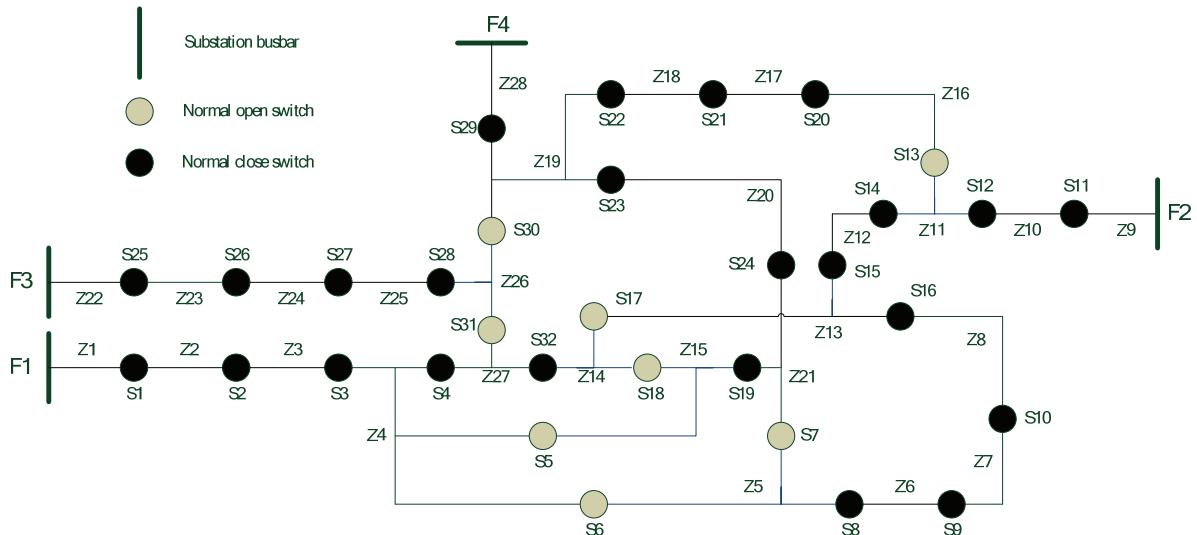 F4
Substation busbar
Z28
Z18
Z17
Z16
Normal open switch
S22
S21
S20
S29
Normal close switch
Z19
S13
S23
Z20
S14
S12
S11
F2
S30
Z12
Z11
Z10
Z9
S25
S26
S27
S28
S24
S15
F3
Z26
Z22
Z23
Z24
Z25
S17
S16
S31
S32
Z13
Z8
F1
Z1
Z2
Z3
Z15
S1
S2
S3
S4
Z27
Z14
S18
S19
Z21
S10
Z4
S5
S7
Z7
Z5
Z6
S6
S8
S9